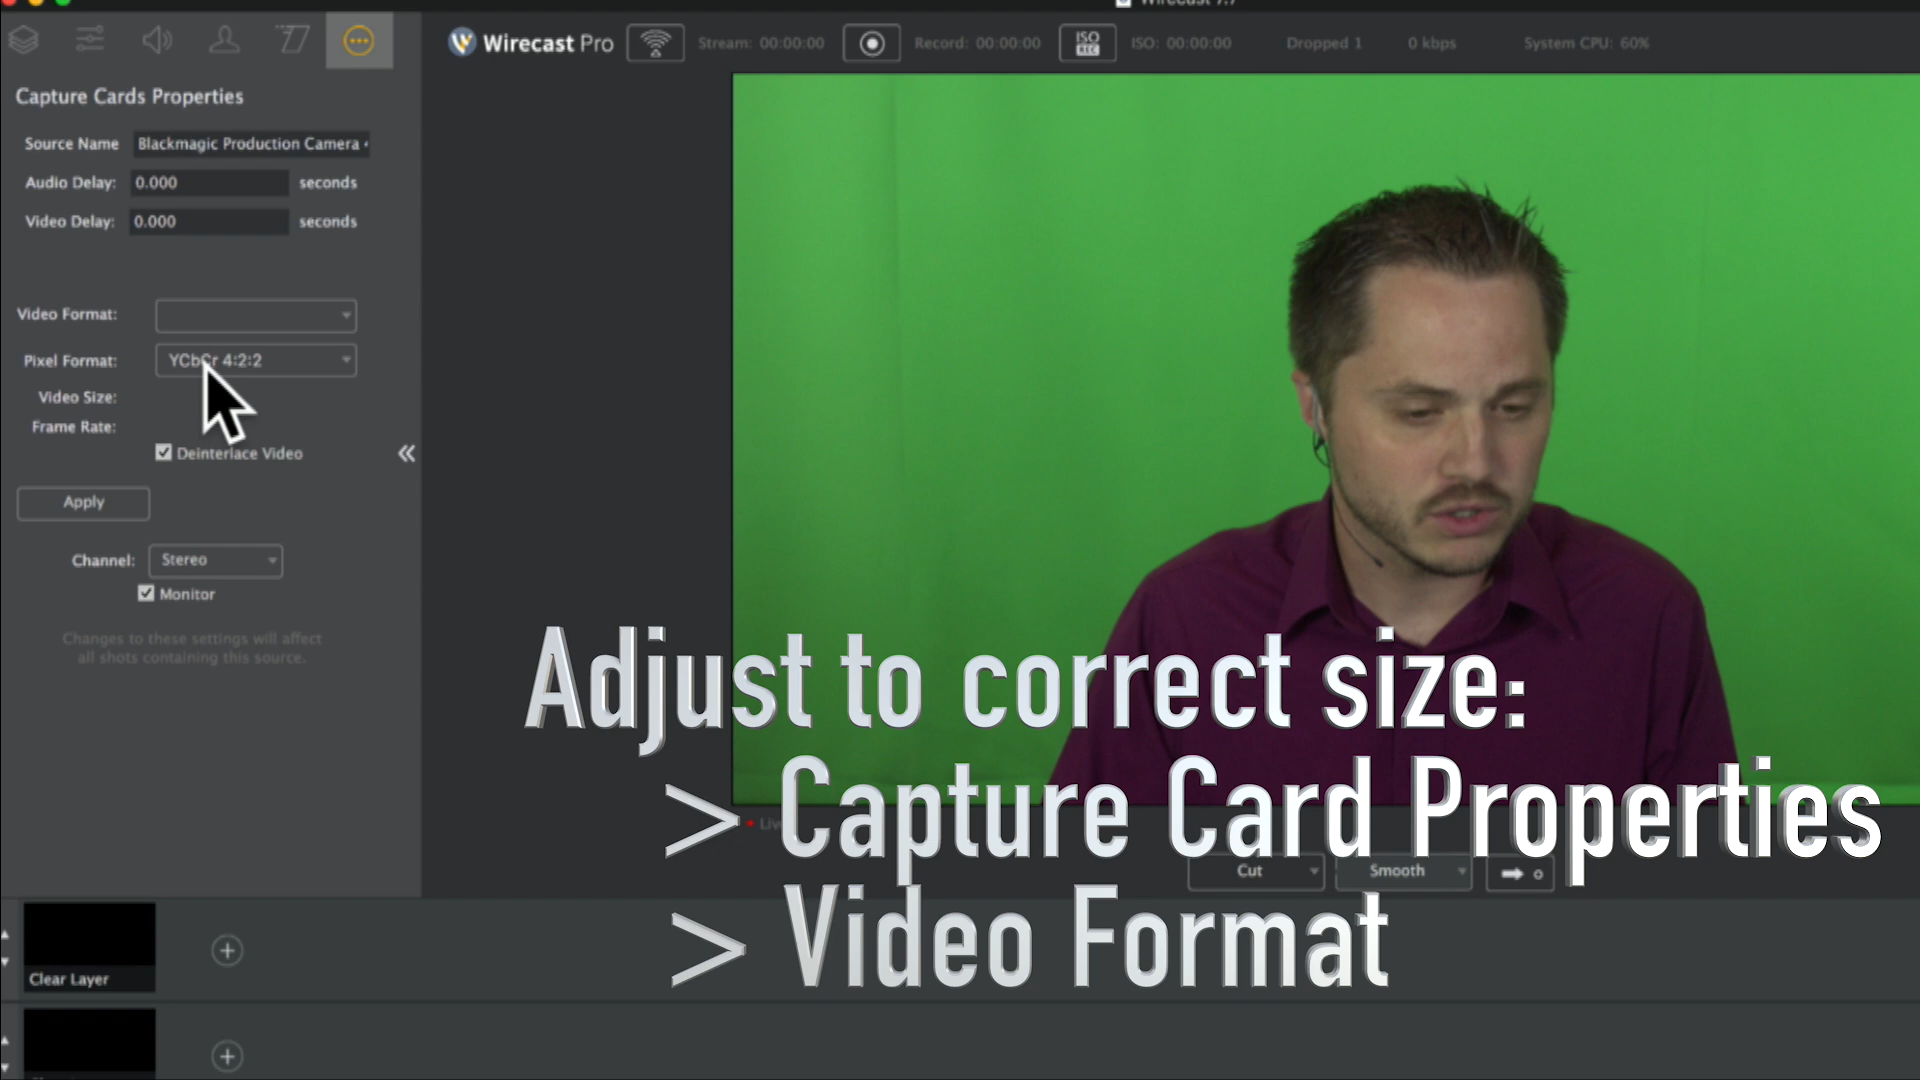 Wirecast 7.7
Wirecast Pro
Stream: 00:00:00
Record: 00:00:00
ISO
REC
ISO: 00:00:00
Dropped 1
0 kbps
System CPU: 60%
Capture Cards Properties
Source Name
Blackmagic Production Camera
Audio Delay:
0.000
seconds
Video Delay:
0.000
seconds
Video Format:
Pixel Format:
YCbCr 4:2:2
Video Size:
Frame Rate:
Deinterlace Video
Apply
Channel:
Stereo
Monitor
Changes to these settings will affect
all shots containing this source.
Adjust to correct size:
> Capture Card Properties
> Video Format
Cut
Smooth
Clear Layer